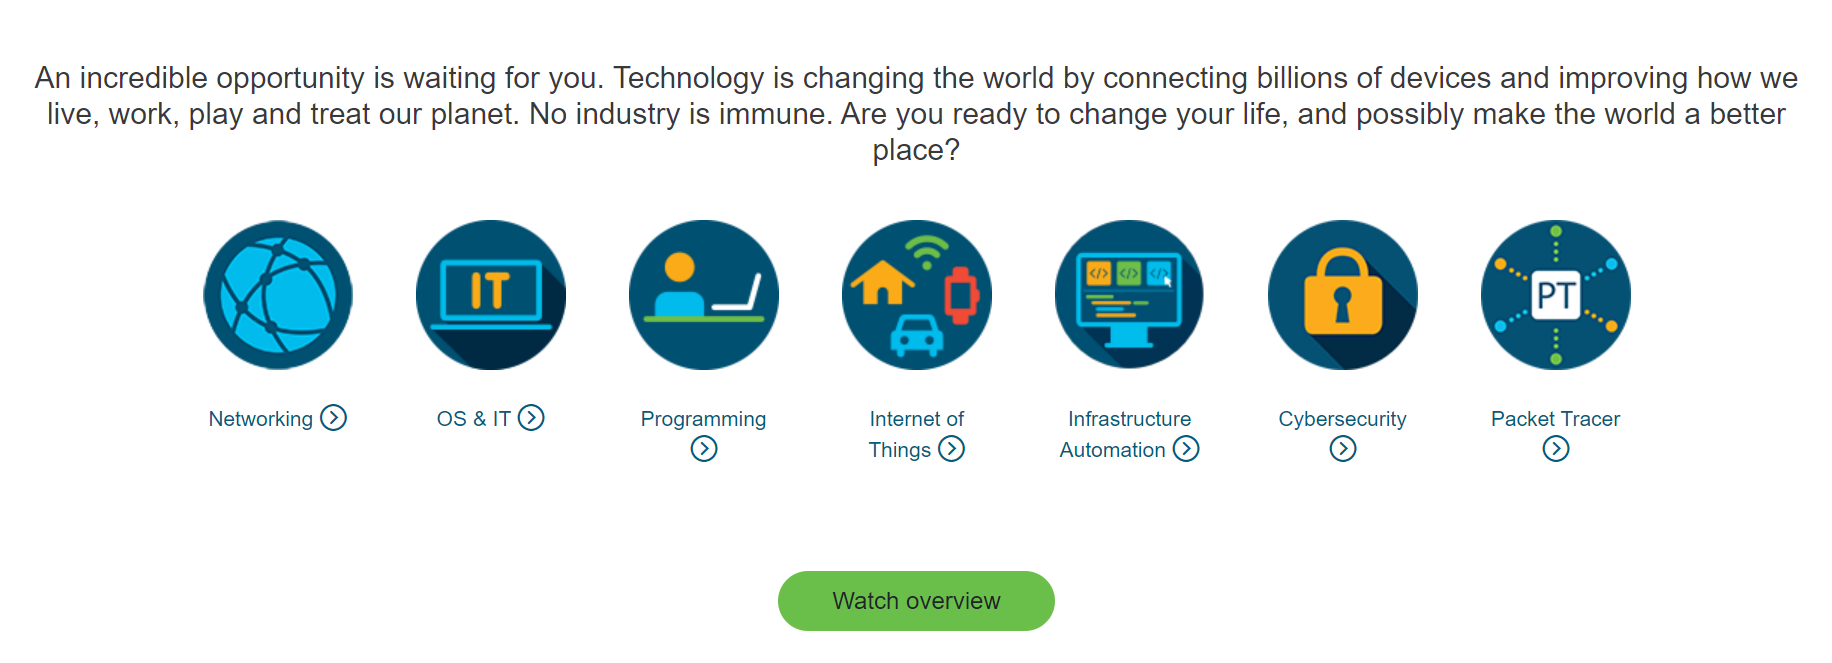 An incredible opportunity is waiting for you. Technology is changing the world by connecting billions of devices and improving how we
live, work, play and treat our planet. No industry is immune. Are you ready to change your life, and possibly make the world a better
place?
IT
</>
</>
</>
PT
Networking
OS & IT
Programming
Internet of
Things
Infrastructure
Automation
Cybersecurity
Packet Tracer
Watch overview